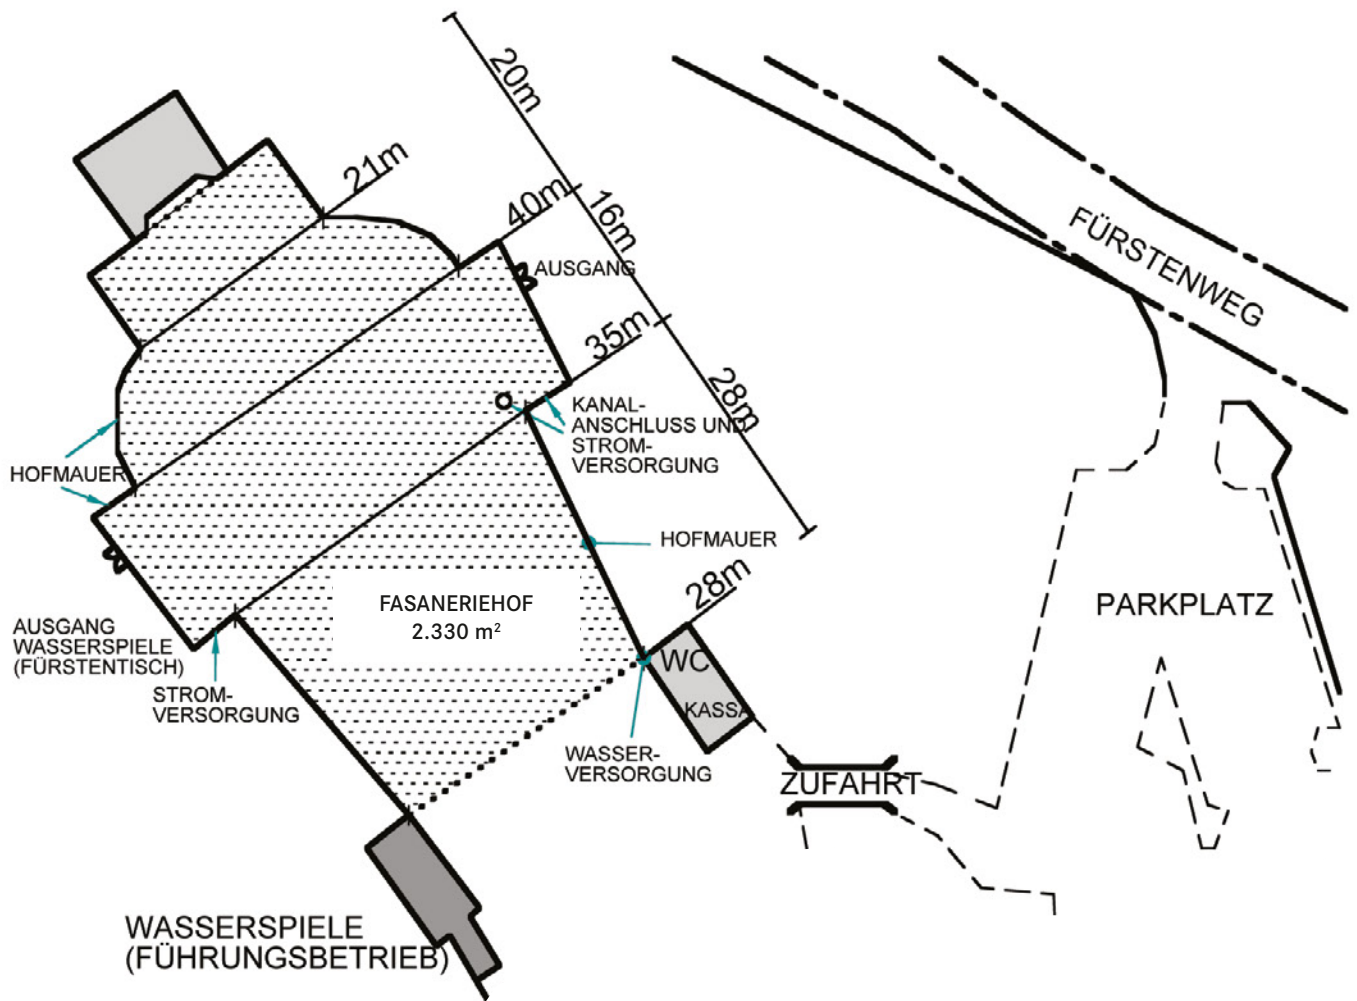 20m
21m
40m
16m
AUSGANG
FÜRSTENWEG
35m
28m
KANAL-
ANSCHLUSS UND
STROM-
VERSORGUNG
HOFMAUER
HOFMAUER
28m
FASANERIEHOF
2.330 m²
PARKPLATZ
AUSGANG
WASSERSPIELE
(FÜRSTENTISCH)
STROM-
VERSORGUNG
WC
KASSA
WASSER-
VERSORGUNG
ZUFAHRT
WASSERSPIELE
(FÜHRUNGSBETRIEB)